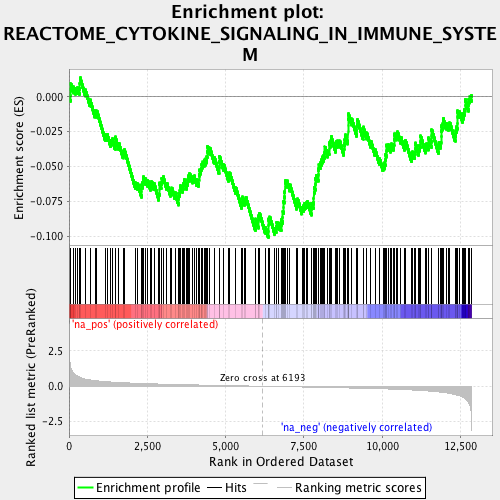 Enrichment plot:
REACTOME_CYTOKINE_SIGNALING_IN_IMMUNE_SYSTE
M
Enrichment score (ES)
0.000
-0.025
-0.050
-0.075
-0.100
'na_pos' (positively correlated)
Ranked list metric (PreRanked)
2.5
0.0
-2.5
Zero cross at 6193
'na_neg' (negatively correlated)
0
2,500
5,000
7,500
10,000
12,500
Rank in Ordered Dataset
Enrichment profile
Hits
Ranking metric scores